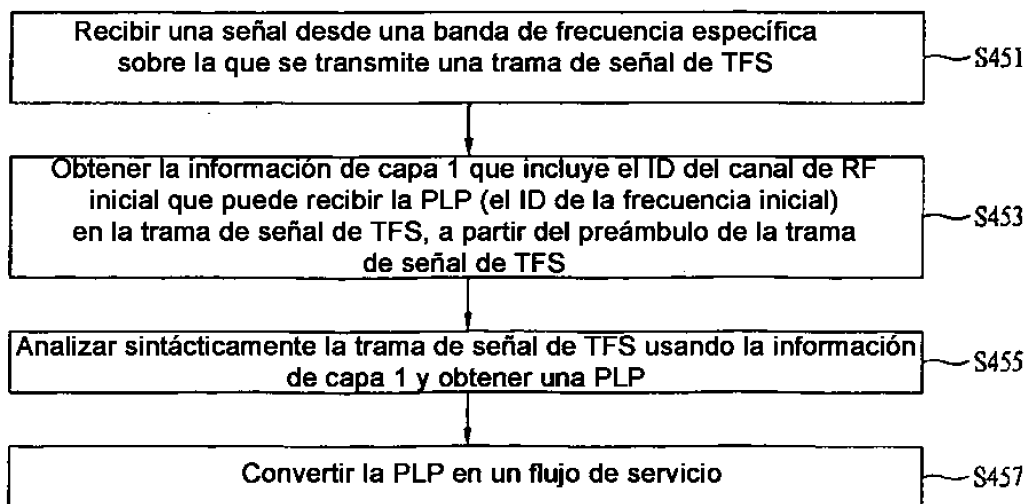 Recibir una señal desde una banda de frecuencia específica
sobre la que se transmite una trama de señal de TFS
S451
Obtener la información de capa 1 que incluye el ID del canal de RF
inicial que puede recibir la PLP (el ID de la frecuencia inicial)
en la trama de señal de TFS, a partir del preámbulo de la trama
de señal de TFS
S453
Analizar sintácticamente la trama de señal de TFS usando la información
de capa 1 y obtener una PLP
S455
Convertir la PLP en un flujo de servicio
S457